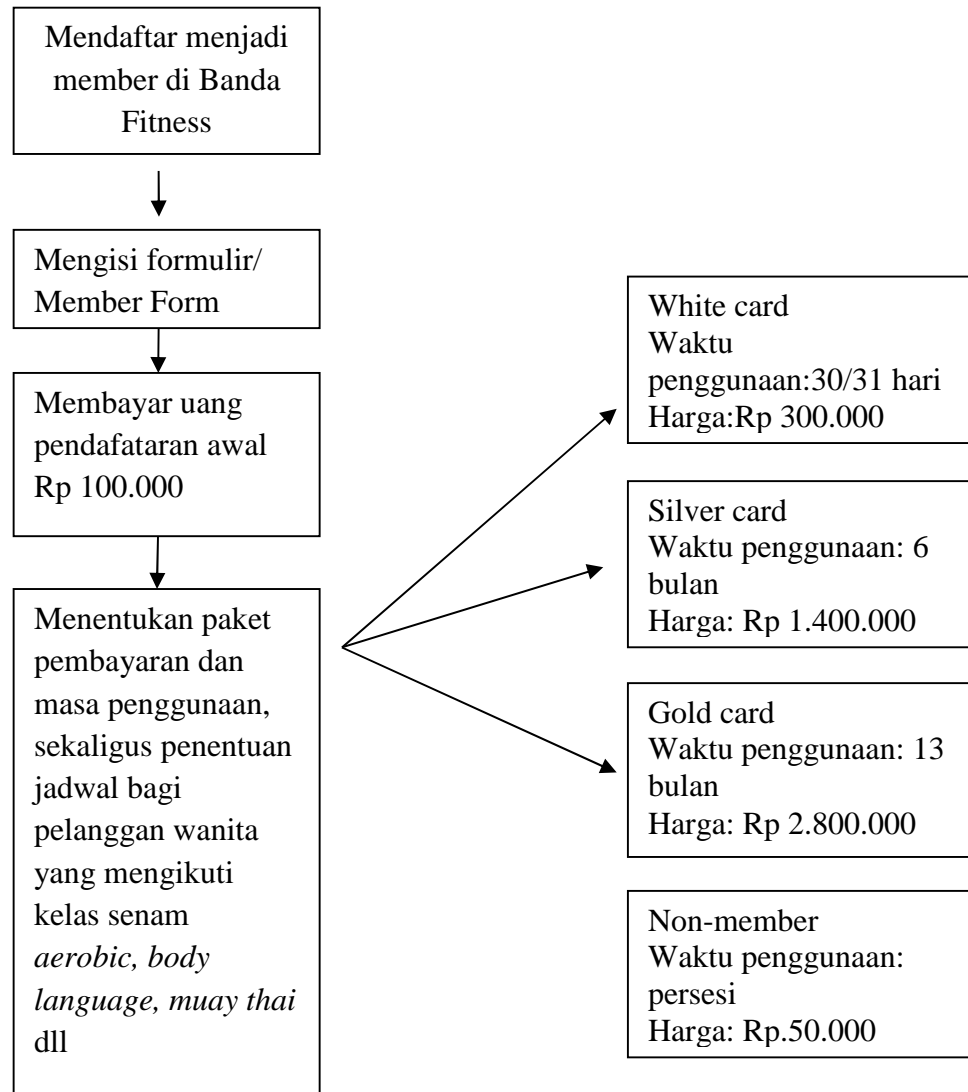 Mendaftar menjadi
member di Banda
Fitness
Mengisi formulir/
Member Form
Membayar uang
pendafataran awal
Rp 100.000
Menentukan paket
pembayaran dan
masa penggunaan,
sekaligus penentuan
jadwal bagi
pelanggan wanita
yang mengikuti
kelas senam
aerobic, body
language, muay thai
dll
White card
Waktu
penggunaan:30/31 hari
Harga:Rp 300.000
Silver card
Waktu penggunaan: 6
bulan
Harga: Rp 1.400.000
Gold card
Waktu penggunaan: 13
bulan
Harga: Rp 2.800.000
Non-member
Waktu penggunaan:
persesi
Harga: Rp.50.000